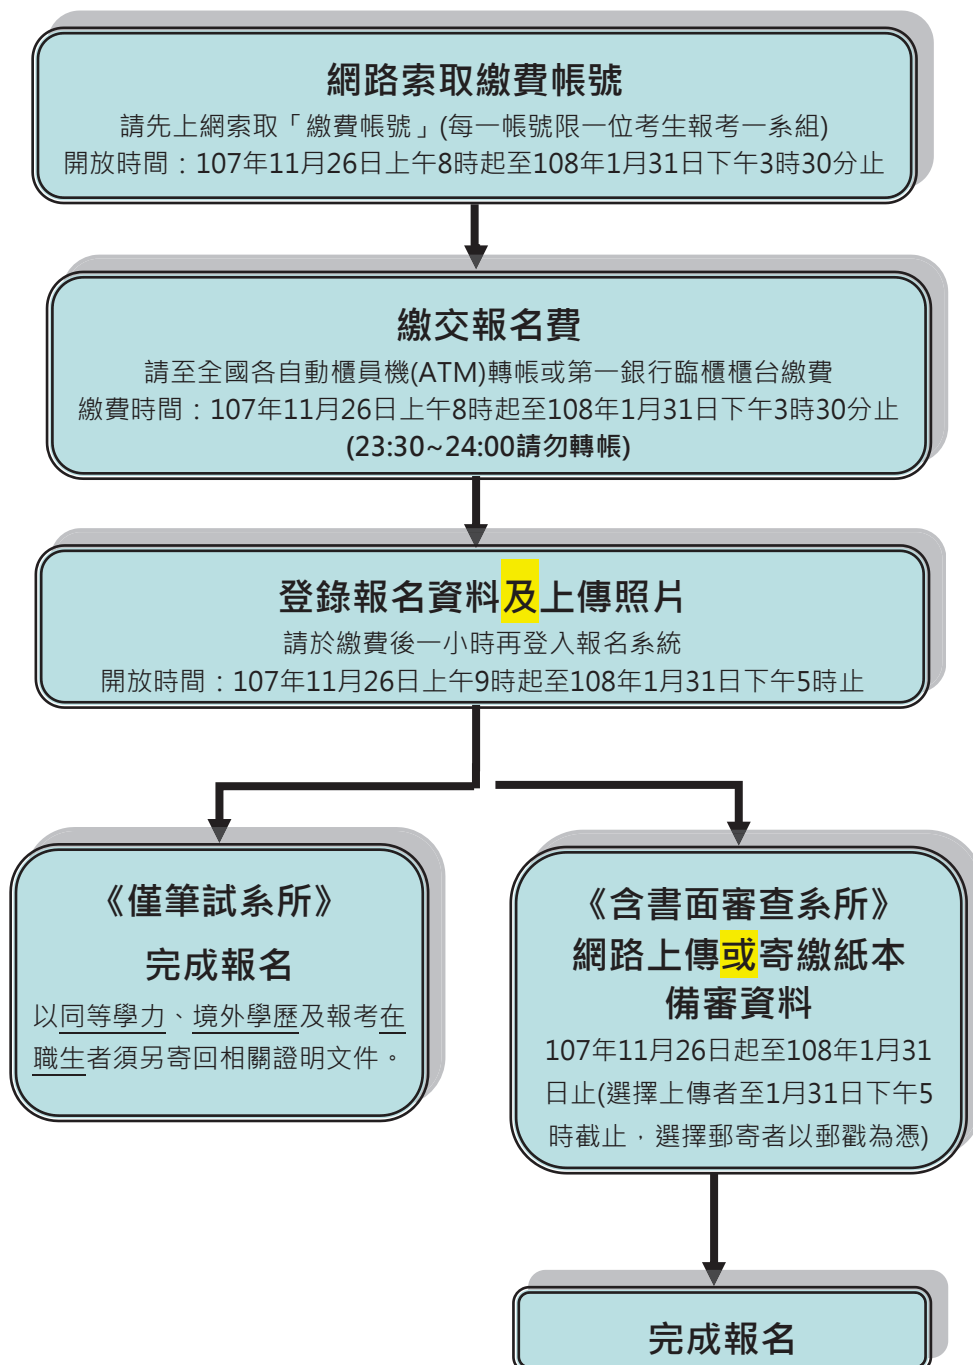 網路索取繳費帳號
請先上網索取「繳費帳號」(每一帳號限一位考生報考一系組)
開放時間：107年11月26日上午8時起至108年1月31日下午3時30分止
繳交報名費
請至全國各自動櫃員機(ATM)轉帳或第一銀行臨櫃櫃台繳費
繳費時間：107年11月26日上午8時起至108年1月31日下午3時30分止
(23:30~24:00請勿轉帳)
登錄報名資料及上傳照片
請於繳費後一小時再登入報名系統
開放時間：107年11月26日上午9時起至108年1月31日下午5時止
《僅筆試系所》
完成報名
以同等學力、境外學歷及報考在
職生者須另寄回相關證明文件。
《含書面審查系所》
網路上傳或寄繳紙本
備審資料
107年11月26日起至108年1月31
日止(選擇上傳者至1月31日下午5
時截止，選擇郵寄者以郵戳為憑)
完成報名